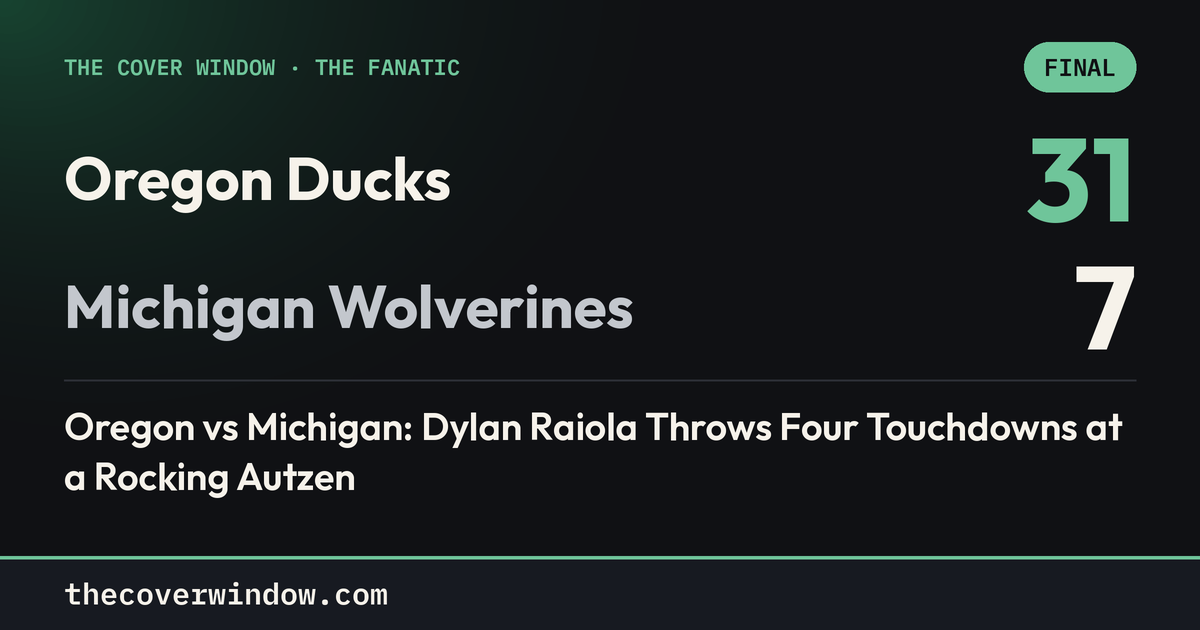 THE COVER WINDOW · THE FANATIC
FINAL
Oregon Ducks
31
Michigan Wolverines
7
Oregon vs Michigan: Dylan Raiola Throws Four Touchdowns at
a Rocking Autzen
thecoverwindow.com